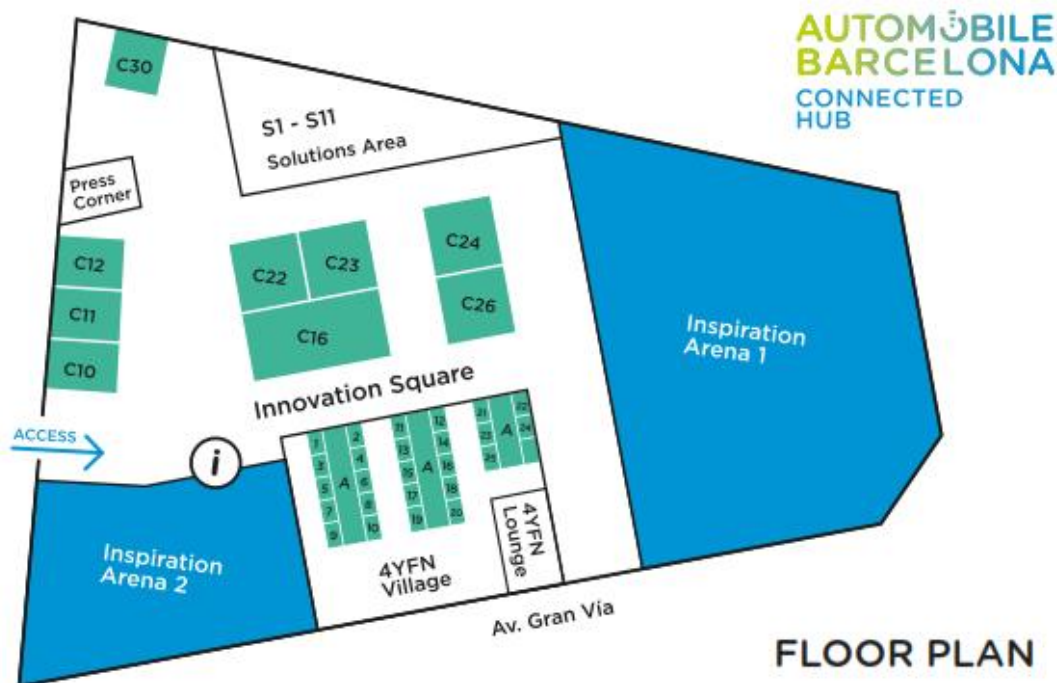 AUTOMOBILE
BARCELONA
CONNECTED
HUB
C30
S1 - S11
Solutions Area
Press
Corner
C12
C11
C10
C22
C23
C16
C24
C26
Inspiration
Arena 1
Innovation Square
ACCESS
i
1
2
3
4
5
6
7
8
9
10
A
11
12
13
14
15
16
17
18
19
20
A
21
22
23
24
25
A
4YFN
Lounge
4YFN
Village
Inspiration
Arena 2
Av. Gran Vía
FLOOR PLAN